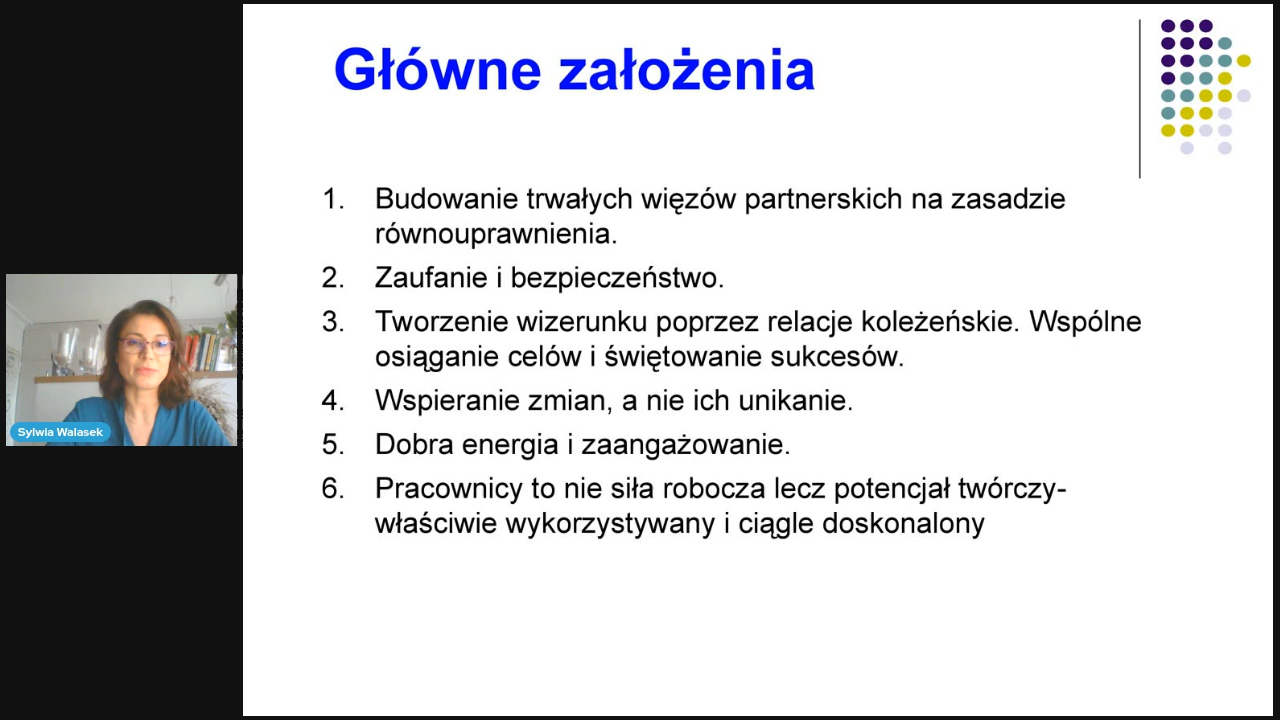 Główne założenia
1. Budowanie trwałych więzów partnerskich na zasadzie
równouprawnienia.
2. Zaufanie i bezpieczeństwo.
3. Tworzenie wizerunku poprzez relacje koleżeńskie. Wspólne
osiąganie celów i świętowanie sukcesów.
4. Wspieranie zmian, a nie ich unikanie.
5. Dobra energia i zaangażowanie.
6. Pracownicy to nie siła robocza lecz potencjał twórczy-
właściwie wykorzystywany i ciągle doskonalony
Sylwia Walasek